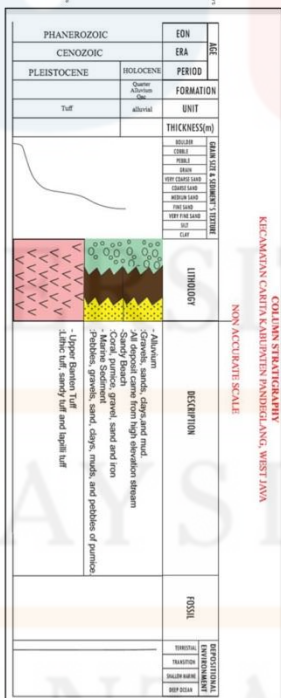 COLUMN STRATIGRAPHY
KECAMATAN CARITA KABUPATEN PANDEGLANG, WEST JAVA
NON ACCURATE SCALE
AGE
EON
ERA
PERIOD
FORMATION
UNIT
THICKNESS(m)
GRAIN SIZE & SEDIMENT'S TEXTURE
BOULDER
COBBLE
PEBBLE
GRAIN
VERY COARSE SAND
COARSE SAND
MEDIUM SAND
FINE SAND
VERY FINE SAND
SILT
CLAY
LITHOLOGY
DESCRIPTION
FOSSIL
DEPOSITIONAL ENVIRONMENT
TERRESTIAL
TRANSITION
SHALLOW MARINE
DEEP OCEAN
PHANEROZOIC
CENOZOIC
HOLOCENE
Quarter
Alluvium
alluvial
- Alluvium
:Gravels, sands, clays,and mud.
:All deposit came from high elevation stream
-Sandy Beach
:Coral, pumice, gravel, sand and iron
- Marine Sediment
:Pebbles, gravels, sand, clays, muds, and pebbles of pumice.
PLEISTOCENE
Tuff
- Upper Banten Tuff
:Lithic tuff, sandy tuff and lapilli tuff